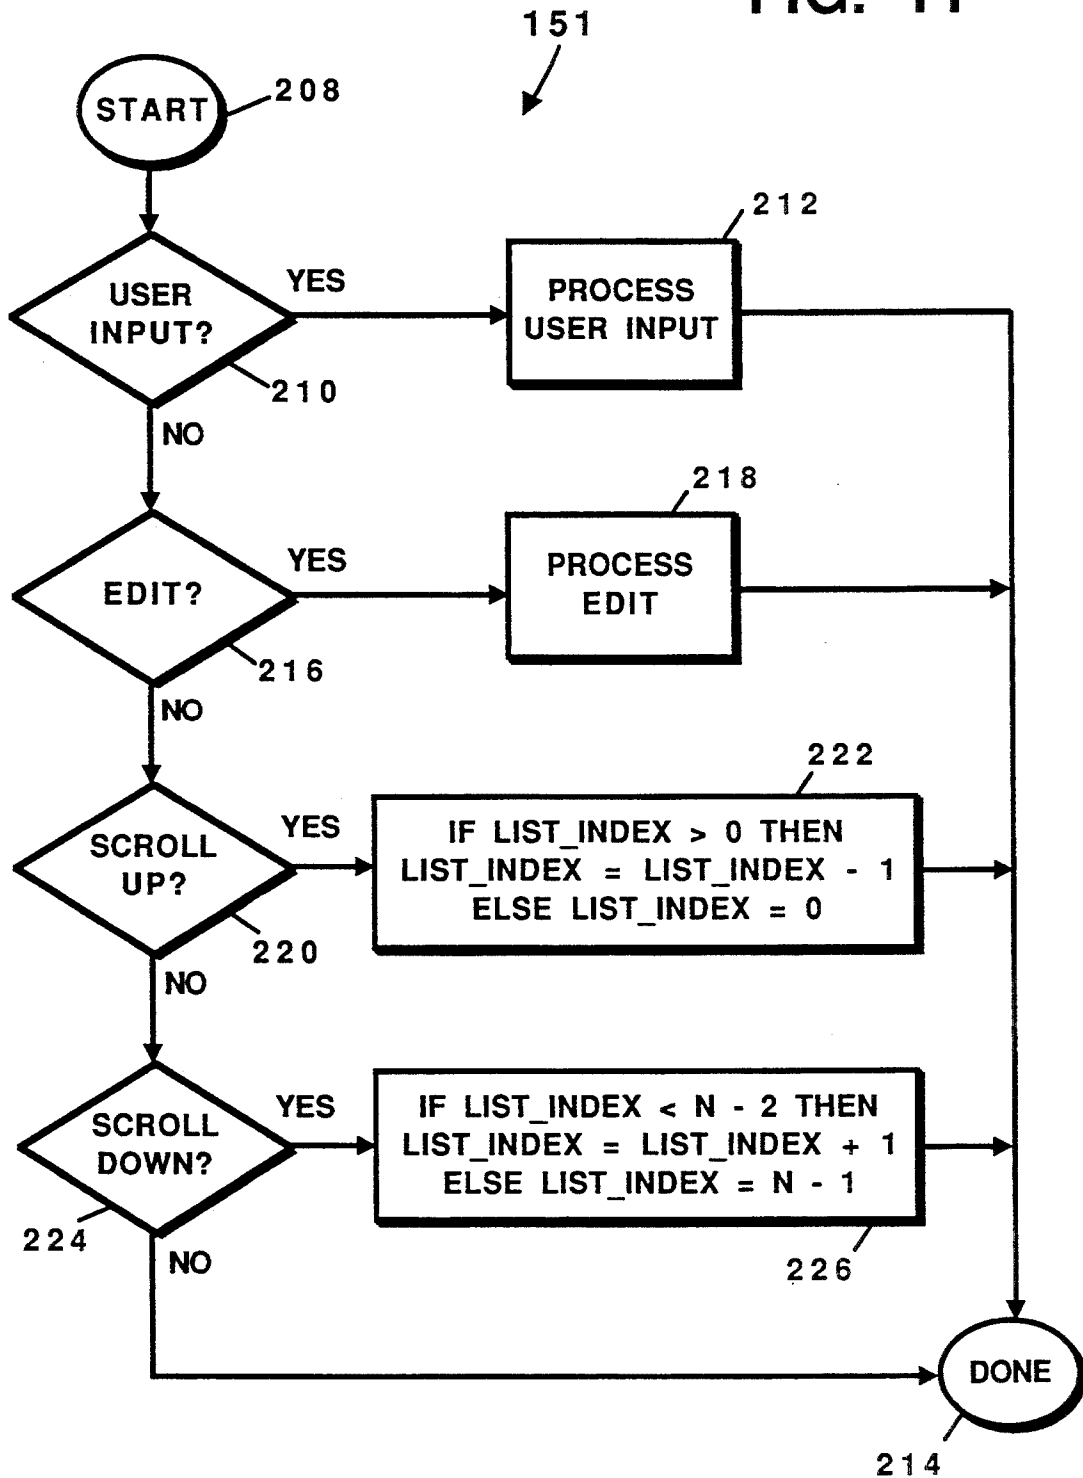 FIG. 11
151
START
208
212
USER
INPUT?
YES
PROCESS
USER INPUT
210
NO
218
EDIT?
YES
PROCESS
EDIT
216
NO
222
SCROLL
UP?
YES
IF LIST_INDEX > 0 THEN
LIST_INDEX = LIST_INDEX - 1
ELSE LIST_INDEX = 0
220
NO
SCROLL
DOWN?
YES
IF LIST_INDEX < N - 2 THEN
LIST_INDEX = LIST_INDEX + 1
ELSE LIST_INDEX = N - 1
224
NO
226
DONE
214